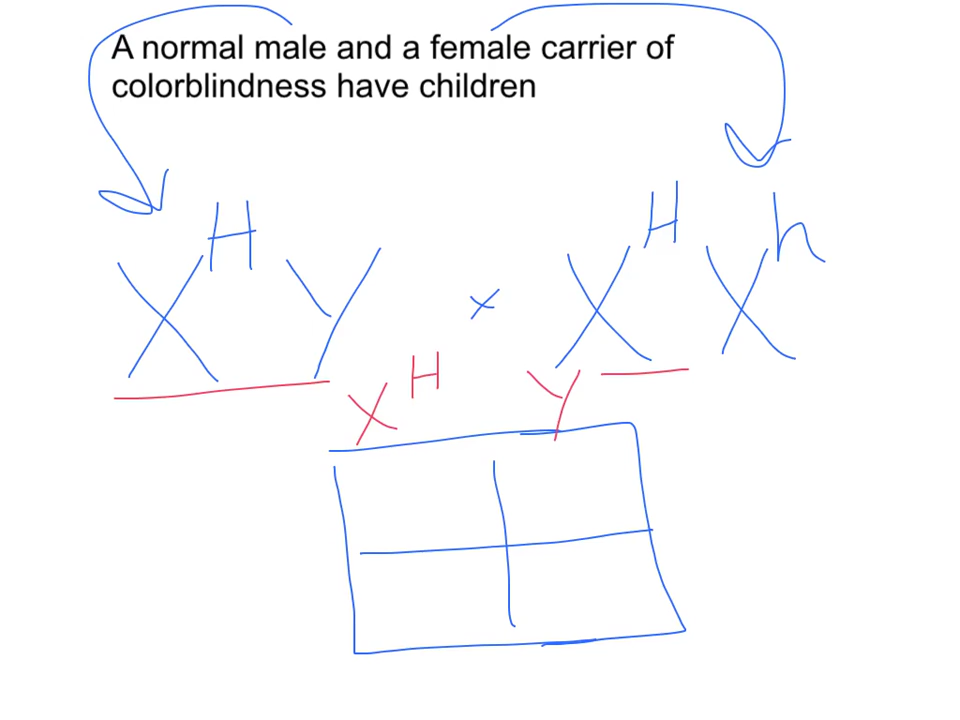 A normal male and a female carrier of
colorblindness have children
X^H Y x X^H X^h
X^H Y